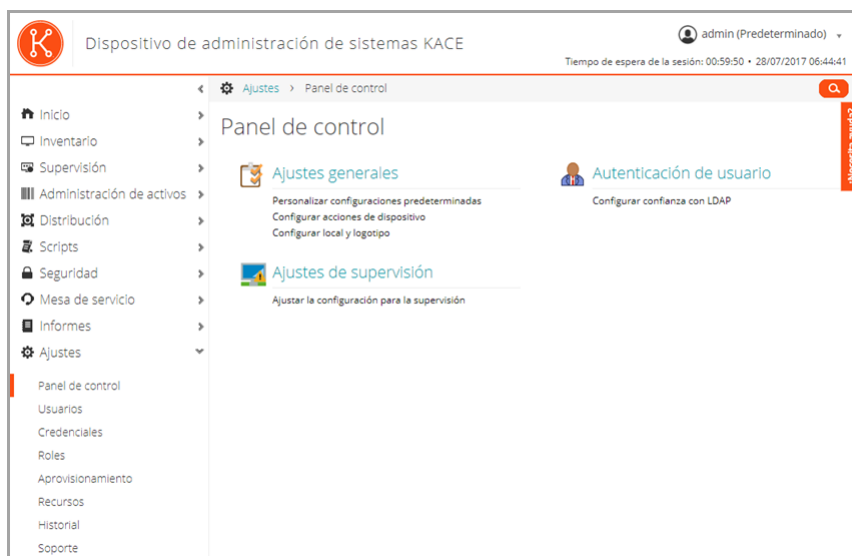 K
Dispositivo de administración de sistemas KACE
admin (Predeterminado)
Tiempo de espera de la sesión: 00:59:50 • 28/07/2017 06:44:41
Ajustes > Panel de control
Inicio
Inventario
Supervisión
Administración de activos
Distribución
Scripts
Seguridad
Mesa de servicio
Informes
Ajustes
Panel de control
Usuarios
Credenciales
Roles
Aprovisionamiento
Recursos
Historial
Soporte
Panel de control
Ajustes generales
Personalizar configuraciones predeterminadas
Configurar acciones de dispositivo
Configurar local y logotipo
Autenticación de usuario
Configurar confianza con LDAP
Ajustes de supervisión
Ajustar la configuración para la supervisión